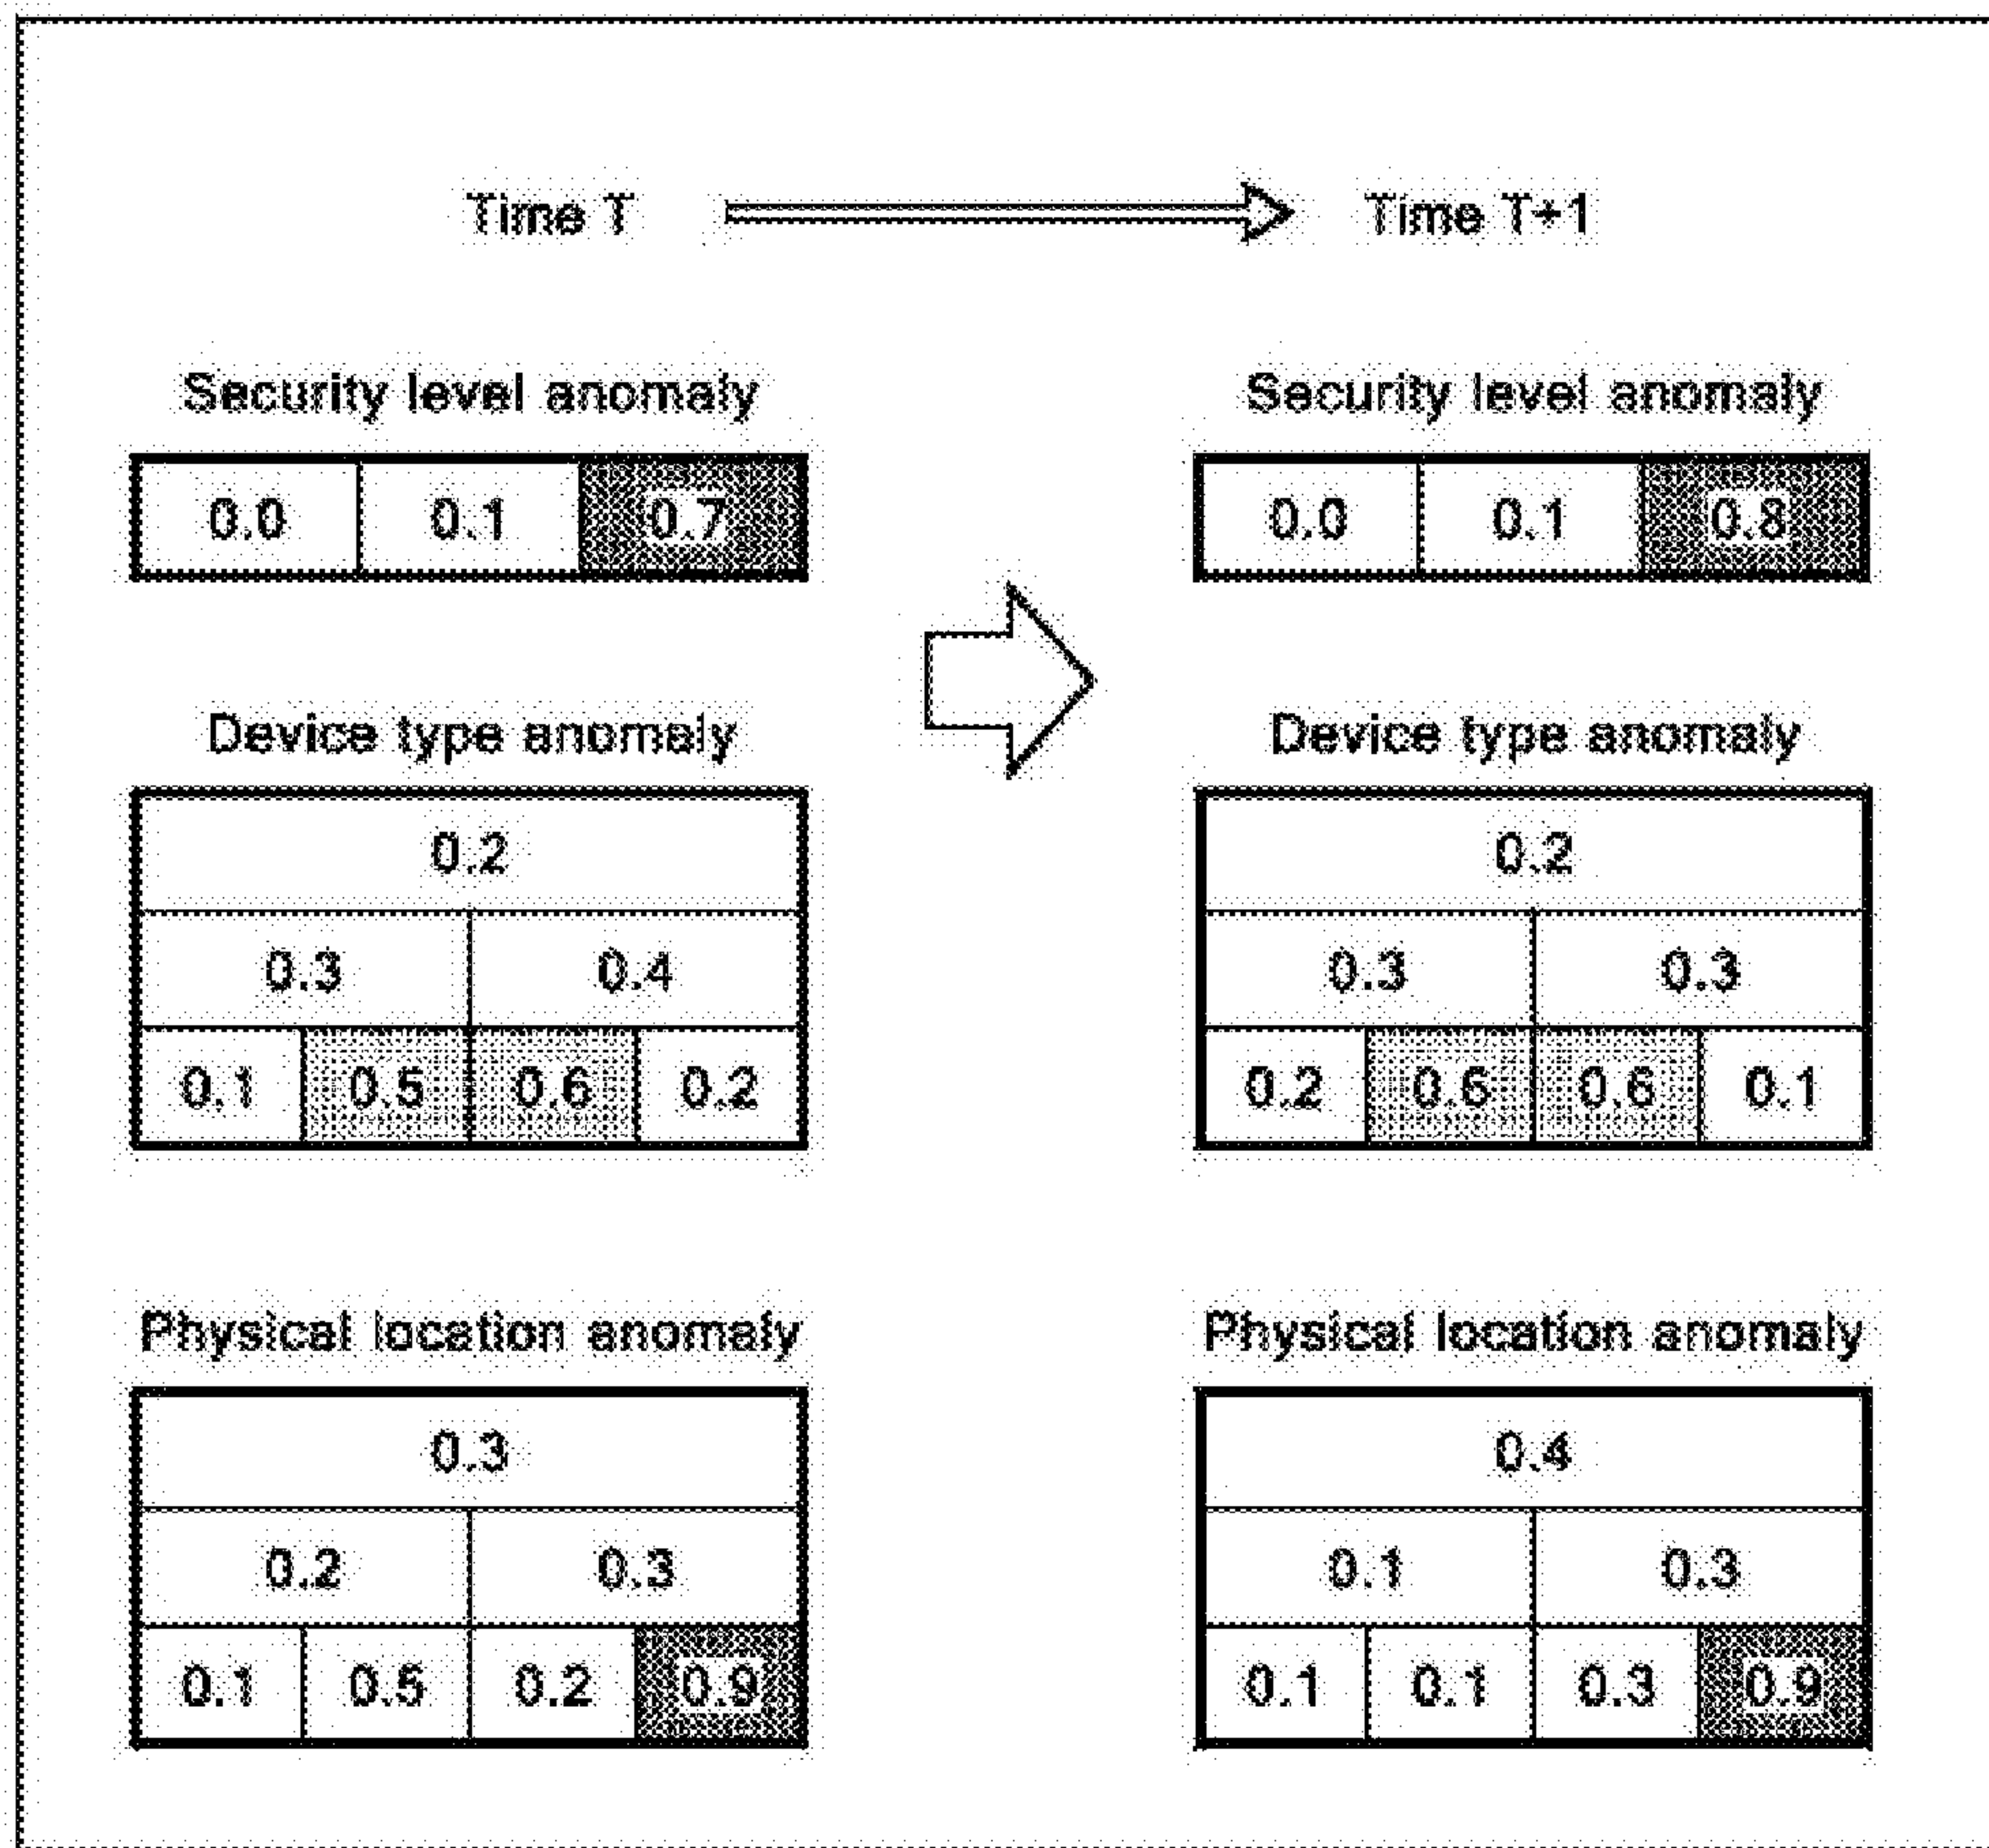 Time T
Time T+1
Security level anomaly
Security level anomaly
0.0 0.1 0.7
0.0 0.1 0.8
Device type anomaly
Device type anomaly
0.2
0.2
0.3 0.4
0.3 0.3
0.1 0.5 0.6 0.2
0.2 0.6 0.1
Physical location anomaly
Physical location anomaly
0.3
0.4
0.2 0.3
0.1 0.3
0.1 0.5 0.2 0.9
0.1 0.1 0.3 0.9